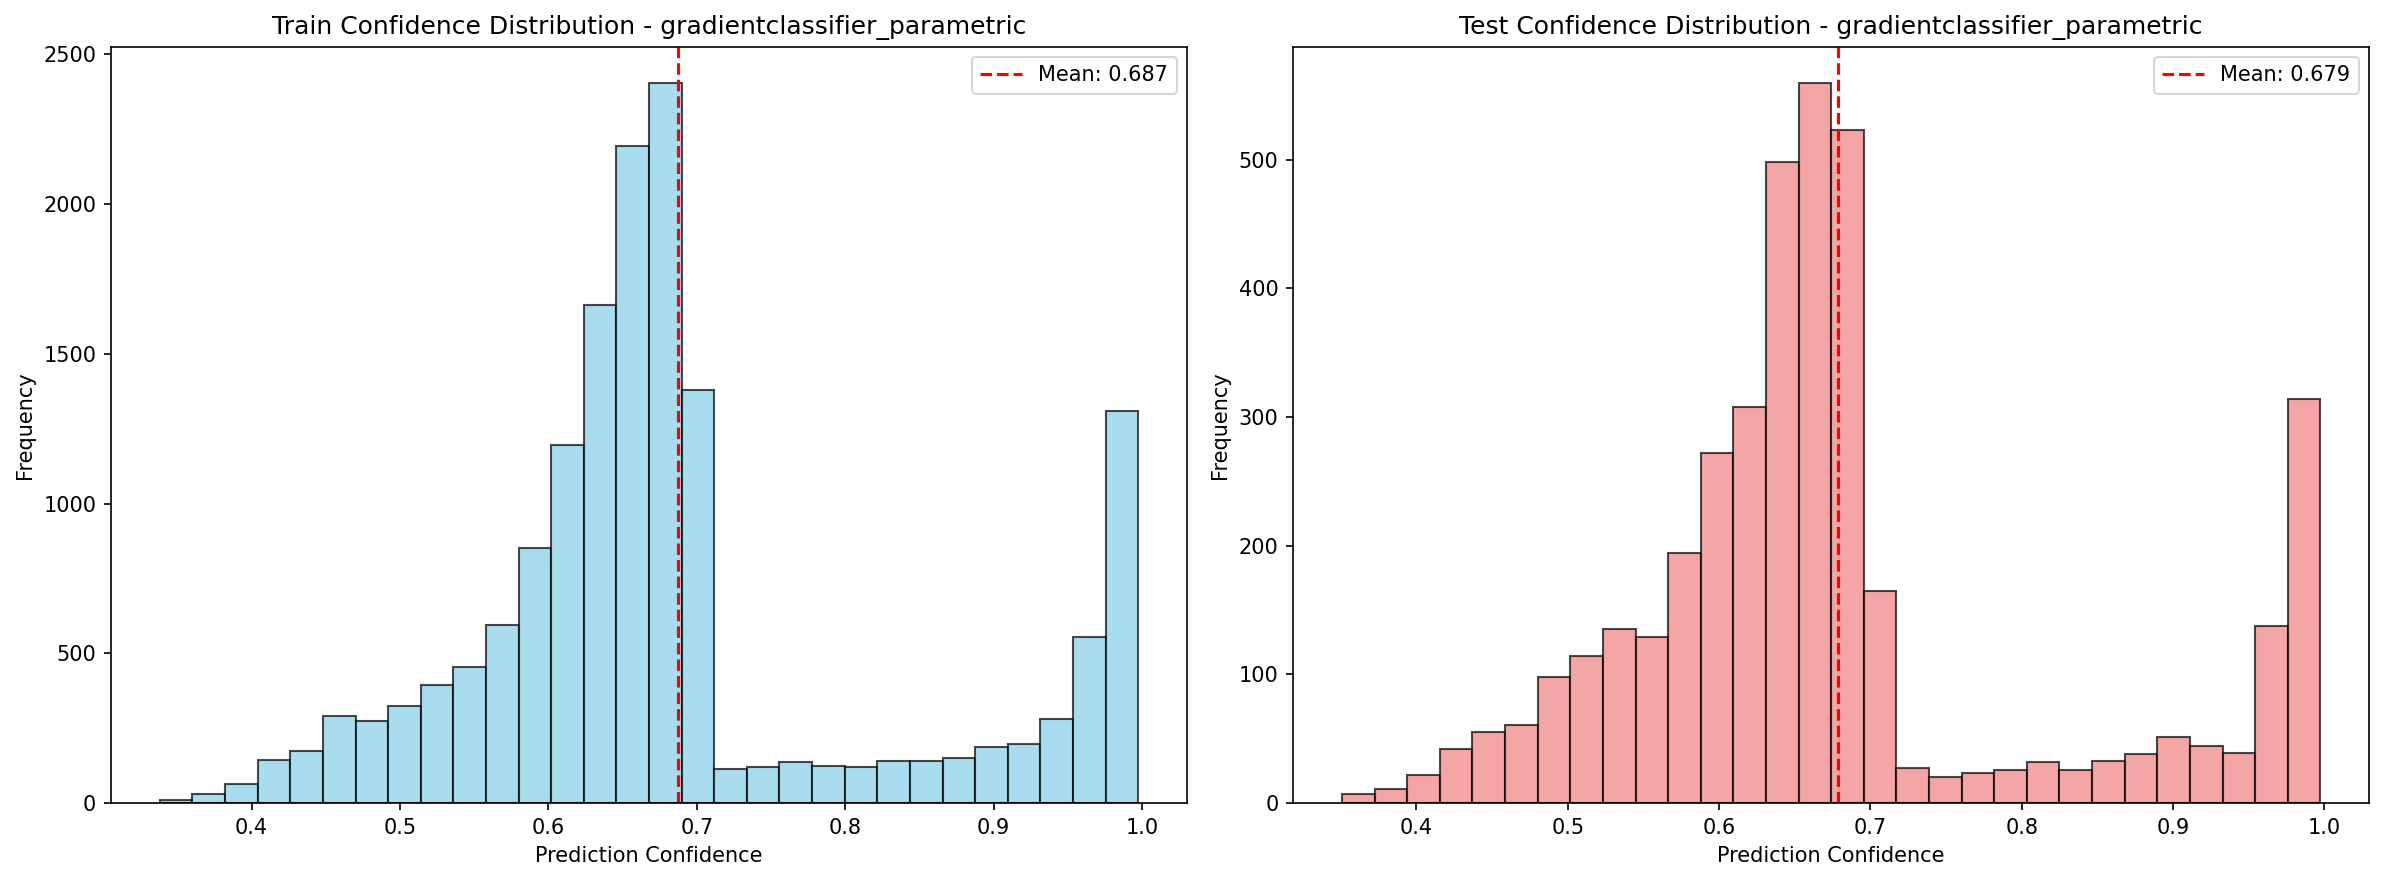 Train Confidence Distribution - gradientclassifier_parametric
Mean: 0.687
2500
2000
1500
1000
500
0
Frequency
0.4 0.5 0.6 0.7 0.8 0.9 1.0
Prediction Confidence
Test Confidence Distribution - gradientclassifier_parametric
Mean: 0.679
500
400
300
200
100
0
Frequency
0.4 0.5 0.6 0.7 0.8 0.9 1.0
Prediction Confidence